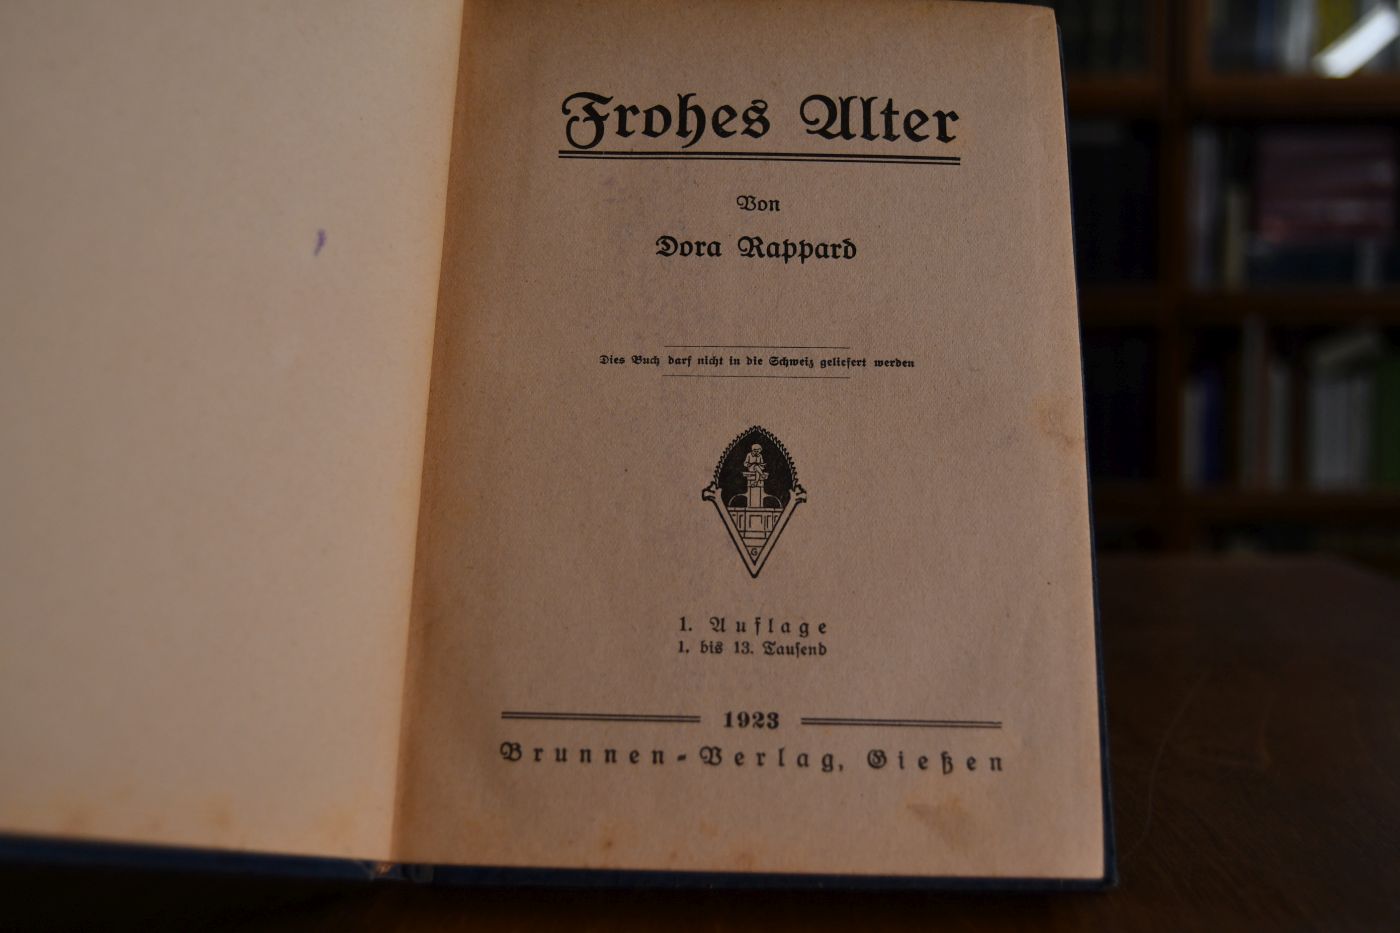 Frohes Alter
Von
Dora Rappard
Dies Buch darf nicht in die Schweiz geliefert werden
G
1. Auflage
1. bis 13. Tausend
1923
Brunnen-Verlag, Gießen